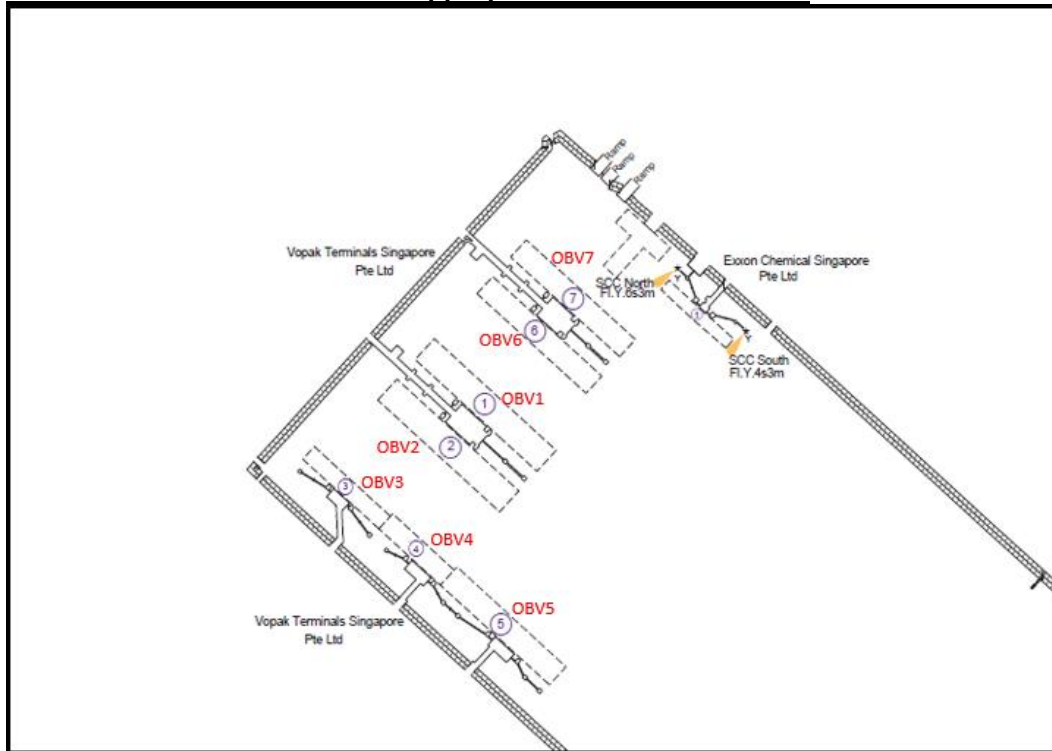 Ramp
Ramp
Ramp
Vopak Terminals Singapore
Pte Ltd
OBV7
Exxon Chemical Singapore
Pte Ltd
SCC North
Fl.Y.6s3m
7
1
6
OBV6
SCC South
Fl.Y.4s3m
1
OBV1
OBV2
2
3
OBV3
4
OBV4
OBV5
5
Vopak Terminals Singapore
Pte Ltd